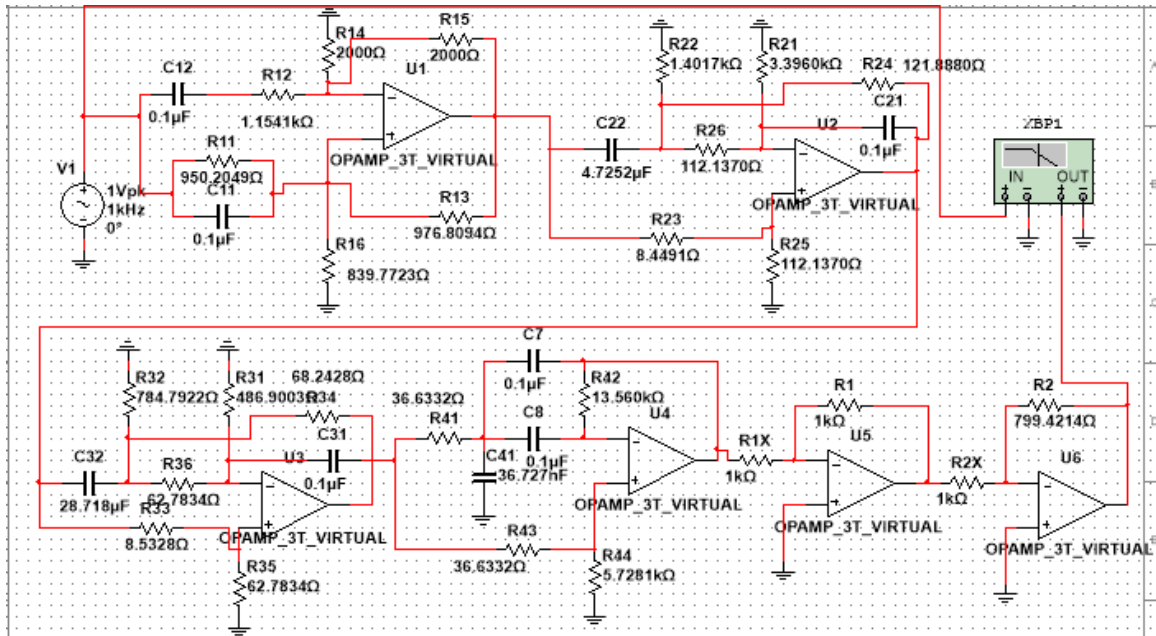 R14
2000Ω
R15
2000Ω
U1
C12
0.1µF
R12
1.1541kΩ
R11
950.2049Ω
C11
0.1µF
V1
1Vpk
1kHz
0°
OPAMP_3T_VIRTUAL
R13
976.8094Ω
R16
839.7723Ω
R22
1.4017kΩ
R21
3.3960kΩ
R24
121.8880Ω
C21
0.1µF
U2
C22
4.7252µF
R26
112.1370Ω
OPAMP_3T_VIRTUAL
R23
8.4491Ω
R25
112.1370Ω
XBP1
IN
OUT
R32
784.7922Ω
R31
486.9003Ω
68.2428Ω
R34
C31
0.1µF
U3
C32
28.718µF
R36
62.7834Ω
R33
8.5328Ω
OPAMP_3T_VIRTUAL
R35
62.7834Ω
36.6332Ω
R41
C7
0.1µF
C8
0.1µF
C41
36.727nF
R42
13.560kΩ
U4
OPAMP_3T_VIRTUAL
R43
36.6332Ω
R44
5.7281kΩ
R1
1kΩ
U5
R1X
1kΩ
OPAMP_3T_VIRTUAL
R2
799.4214Ω
U6
R2X
1kΩ
OPAMP_3T_VIRTUAL